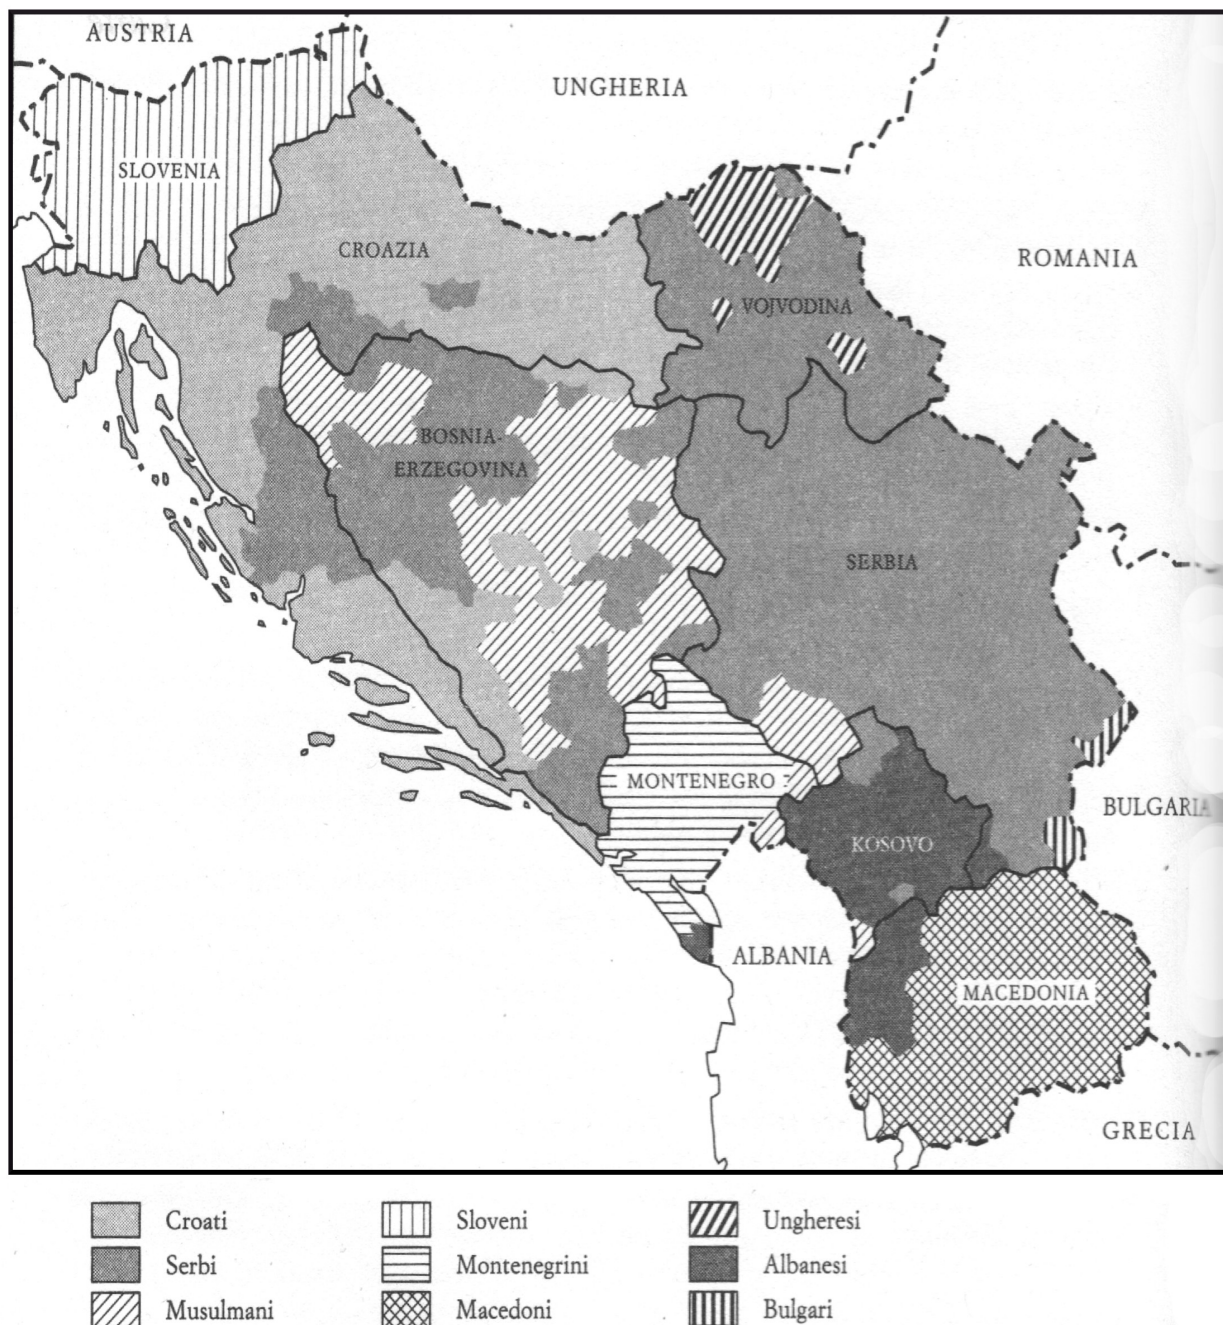 AUSTRIA
UNGHERIA
SLOVENIA
CROAZIA
ROMANIA
VOJVODINA
BOSNIA-
ERZEGOVINA
SERBIA
MONTENEGRO
BULGARIA
KOSOVO
ALBANIA
MACEDONIA
GRECIA
Croati Sloveni Ungheresi
Serbi Montenegrini Albanesi
Musulmani Macedoni Bulgari